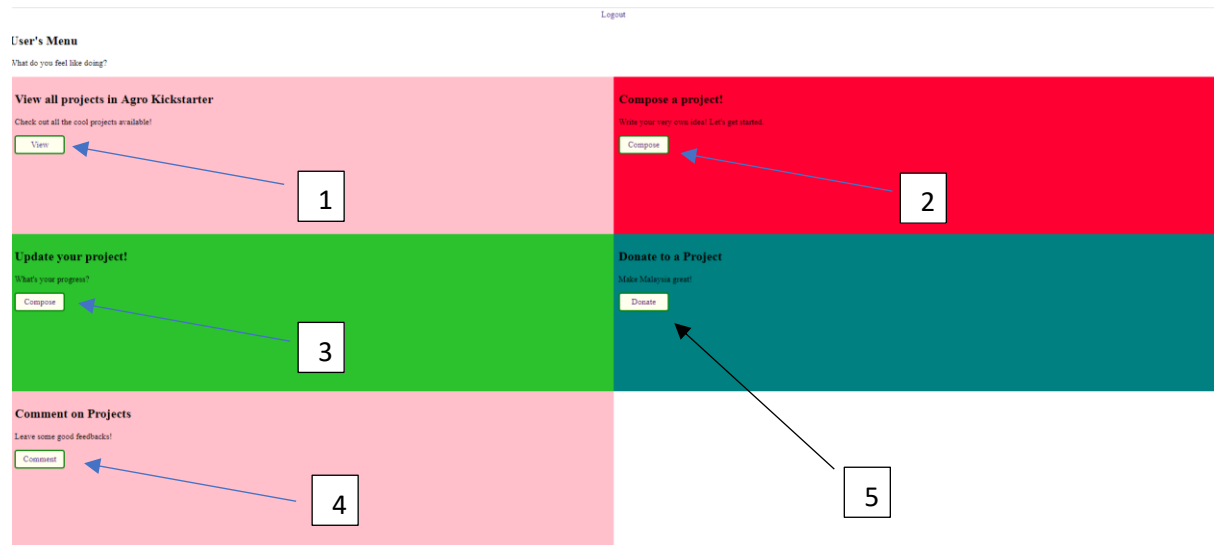 Logout
User's Menu
What do you feel like doing?
View all projects in Agro Kickstarter
Check out all the cool projects available!
View
1
Compose a project!
Write your very own idea! Let's get started.
Compose
2
Update your project!
What's your progress?
Compose
3
Donate to a Project
Make Malaysia great!
Donate
5
Comment on Projects
Leave some good feedbacks!
Comment
4